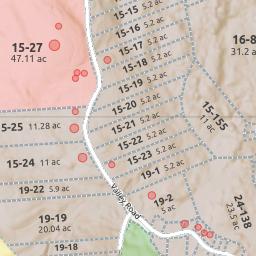 15-15 5.2 ac
15-16 5.2 ac
15-17 5.2 ac
15-18 5.2 ac
15-19 5.2 ac
15-20 5.2 ac
15-21 5.2 ac
15-22 5.2 ac
15-23 5.2 ac
19-1 5.2 ac
15-27
47.11 ac
16-8
31.2 a
15-155
11 ac
5-25 11.28 ac
15-24 11 ac
19-22 5.9 ac
Valley Road
19-2
5 ac
24-138
23.5 ac
19-19
20.04 ac
19-18